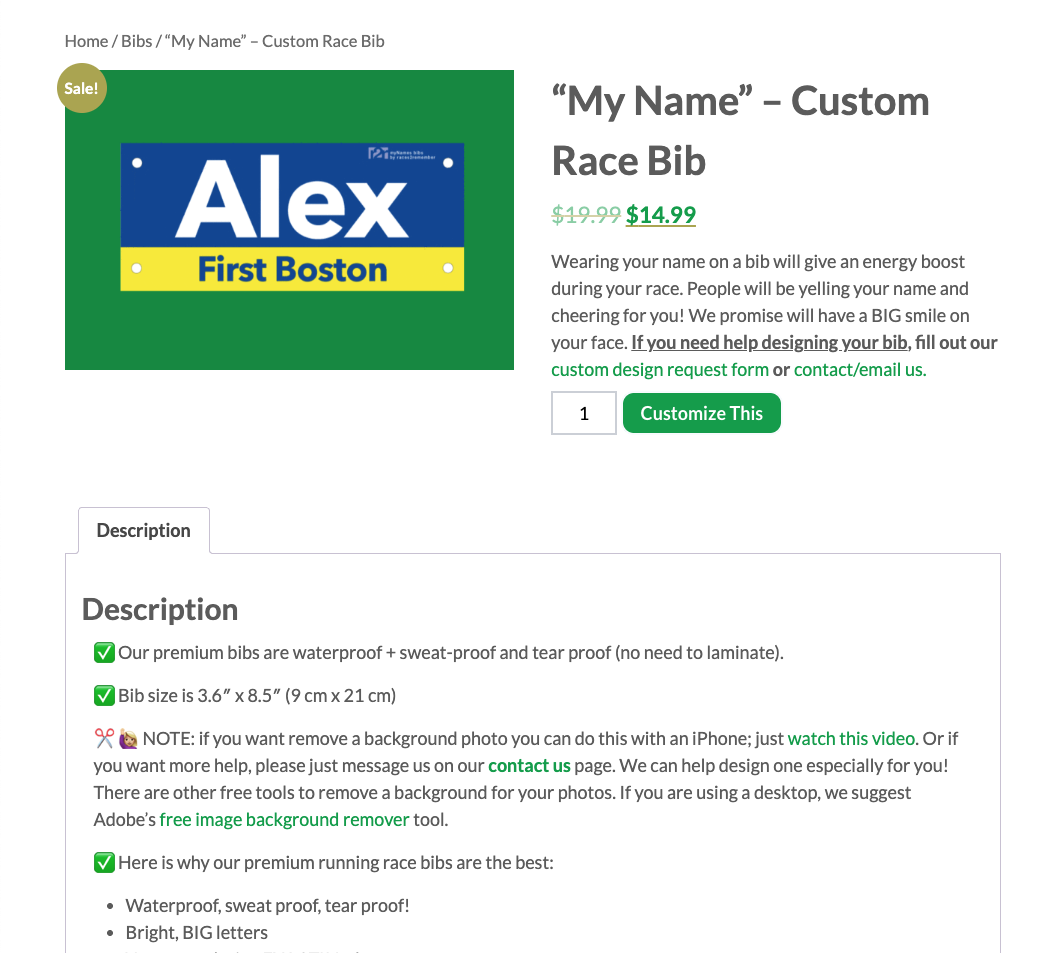 Home / Bibs / “My Name” – Custom Race Bib
Sale!
myNames bibs
by races2remember
Alex
First Boston
“My Name” – Custom
Race Bib
$19.99 $14.99
Wearing your name on a bib will give an energy boost
during your race. People will be yelling your name and
cheering for you! We promise will have a BIG smile on
your face. If you need help designing your bib, fill out our
custom design request form or contact/email us.
1
Customize This
Description
Description
✅ Our premium bibs are waterproof + sweat-proof and tear proof (no need to laminate).
✅ Bib size is 3.6″ x 8.5″ (9 cm x 21 cm)
✂️ 🙋🏼‍♀️ NOTE: if you want remove a background photo you can do this with an iPhone; just watch this video. Or if
you want more help, please just message us on our contact us page. We can help design one especially for you!
There are other free tools to remove a background for your photos. If you are using a desktop, we suggest
Adobe’s free image background remover tool.
✅ Here is why our premium running race bibs are the best:
• Waterproof, sweat proof, tear proof!
• Bright, BIG letters